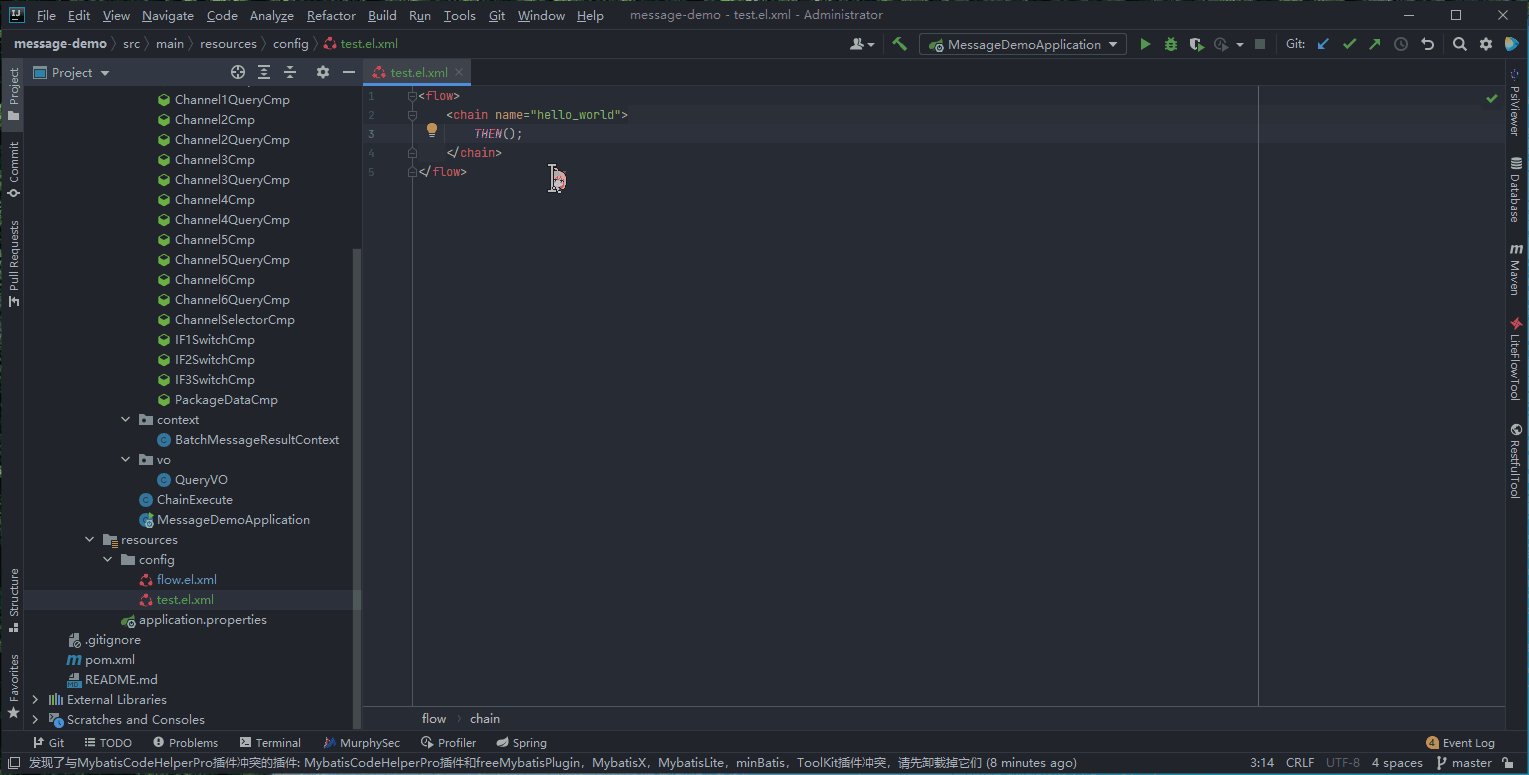 File Edit View Navigate Code Analyze Refactor Build Run Tools Git Window Help message-demo - test.el.xml - Administrator
message-demo src main resources config test.el.xml MessageDemoApplication Git:
Project
test.el.xml
Project
Commit
Pull Requests
Structure
Favorites
Channel1QueryCmp
Channel2Cmp
Channel2QueryCmp
Channel3Cmp
Channel3QueryCmp
Channel4Cmp
Channel4QueryCmp
Channel5Cmp
Channel5QueryCmp
Channel6Cmp
Channel6QueryCmp
ChannelSelectorCmp
IF1SwitchCmp
IF2SwitchCmp
IF3SwitchCmp
PackageDataCmp
context
BatchMessageResultContext
vo
QueryVO
ChainExecute
MessageDemoApplication
resources
config
flow.el.xml
test.el.xml
application.properties
.gitignore
pom.xml
README.md
External Libraries
Scratches and Consoles
1 <flow>
2 <chain name="hello_world">
3 THEN();
4 </chain>
5 </flow>
PsiViewer
Database
Maven
LiteFlowTool
RestfulTool
flow chain
Git TODO Problems Terminal MurphySec Profiler Spring 4 Event Log
发现了与MybatisCodeHelperPro插件冲突的插件: MybatisCodeHelperPro插件和freeMybatisPlugin，MybatisX，MybatisLite，minBatis，ToolKit插件冲突，请先卸载掉它们 (8 minutes ago) 3:14 CRLF UTF-8 4 spaces master